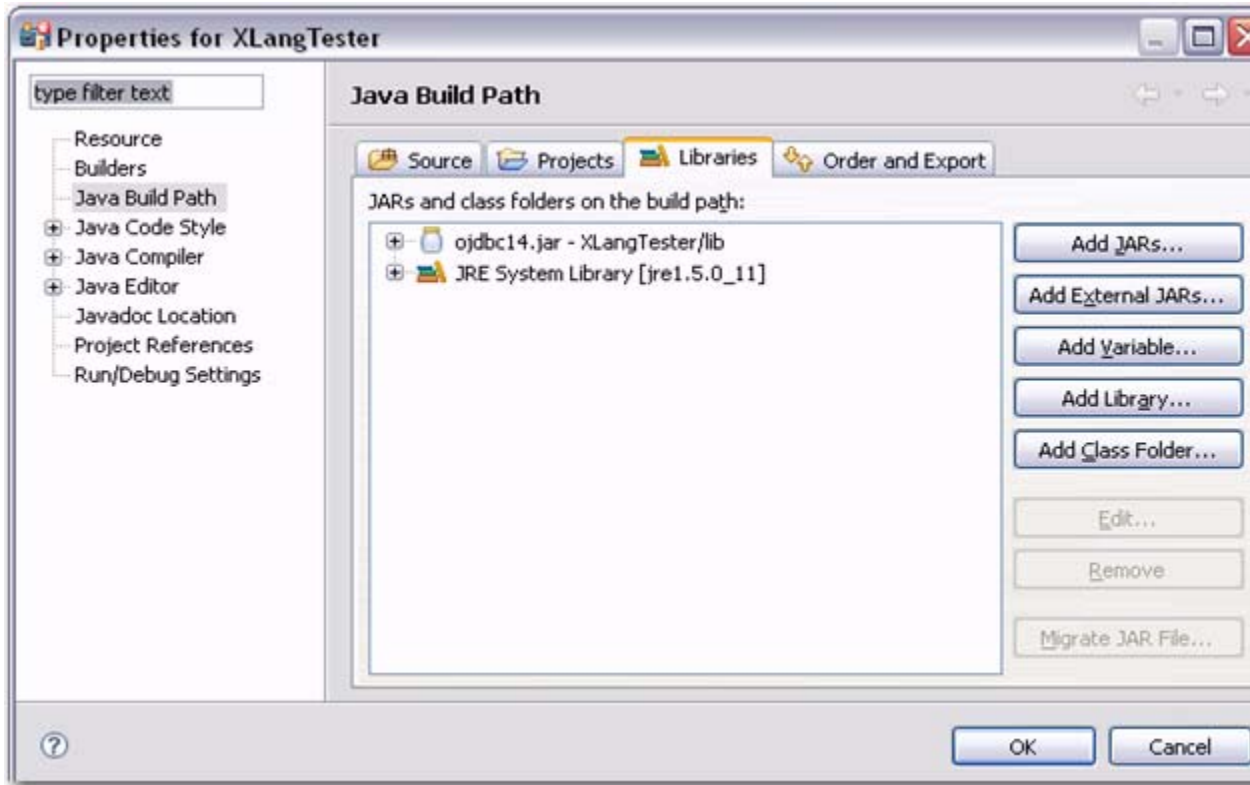 Properties for XLangTester
type filter text
Resource
Builders
Java Build Path
Java Code Style
Java Compiler
Java Editor
Javadoc Location
Project References
Run/Debug Settings
Java Build Path
Source
Projects
Libraries
Order and Export
JARs and class folders on the build path:
ojdbc14.jar - XLangTester/lib
JRE System Library [jre1.5.0_11]
Add JARs...
Add External JARs...
Add Variable...
Add Library...
Add Class Folder...
Edit...
Remove
Migrate JAR File...
?
OK
Cancel